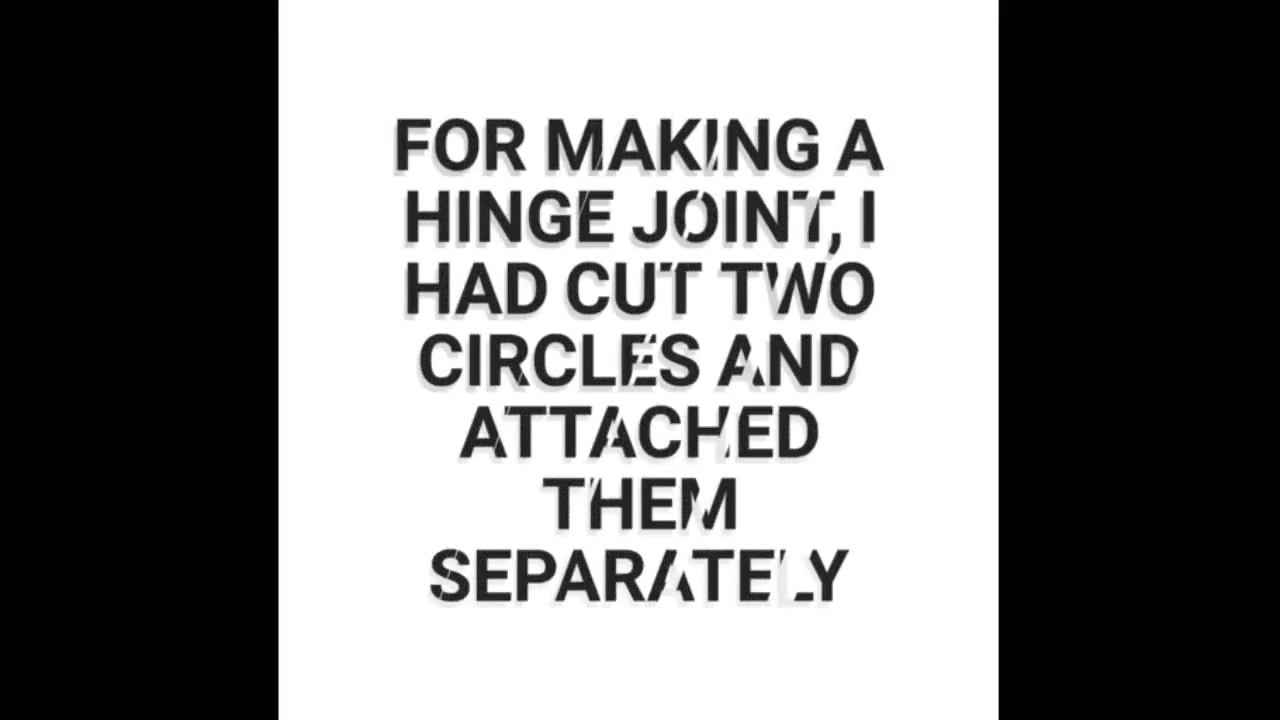 FOR MAKING A
HINGE JOINT, I
HAD CUT TWO
CIRCLES AND
ATTACHED
THEM
SEPARATELY